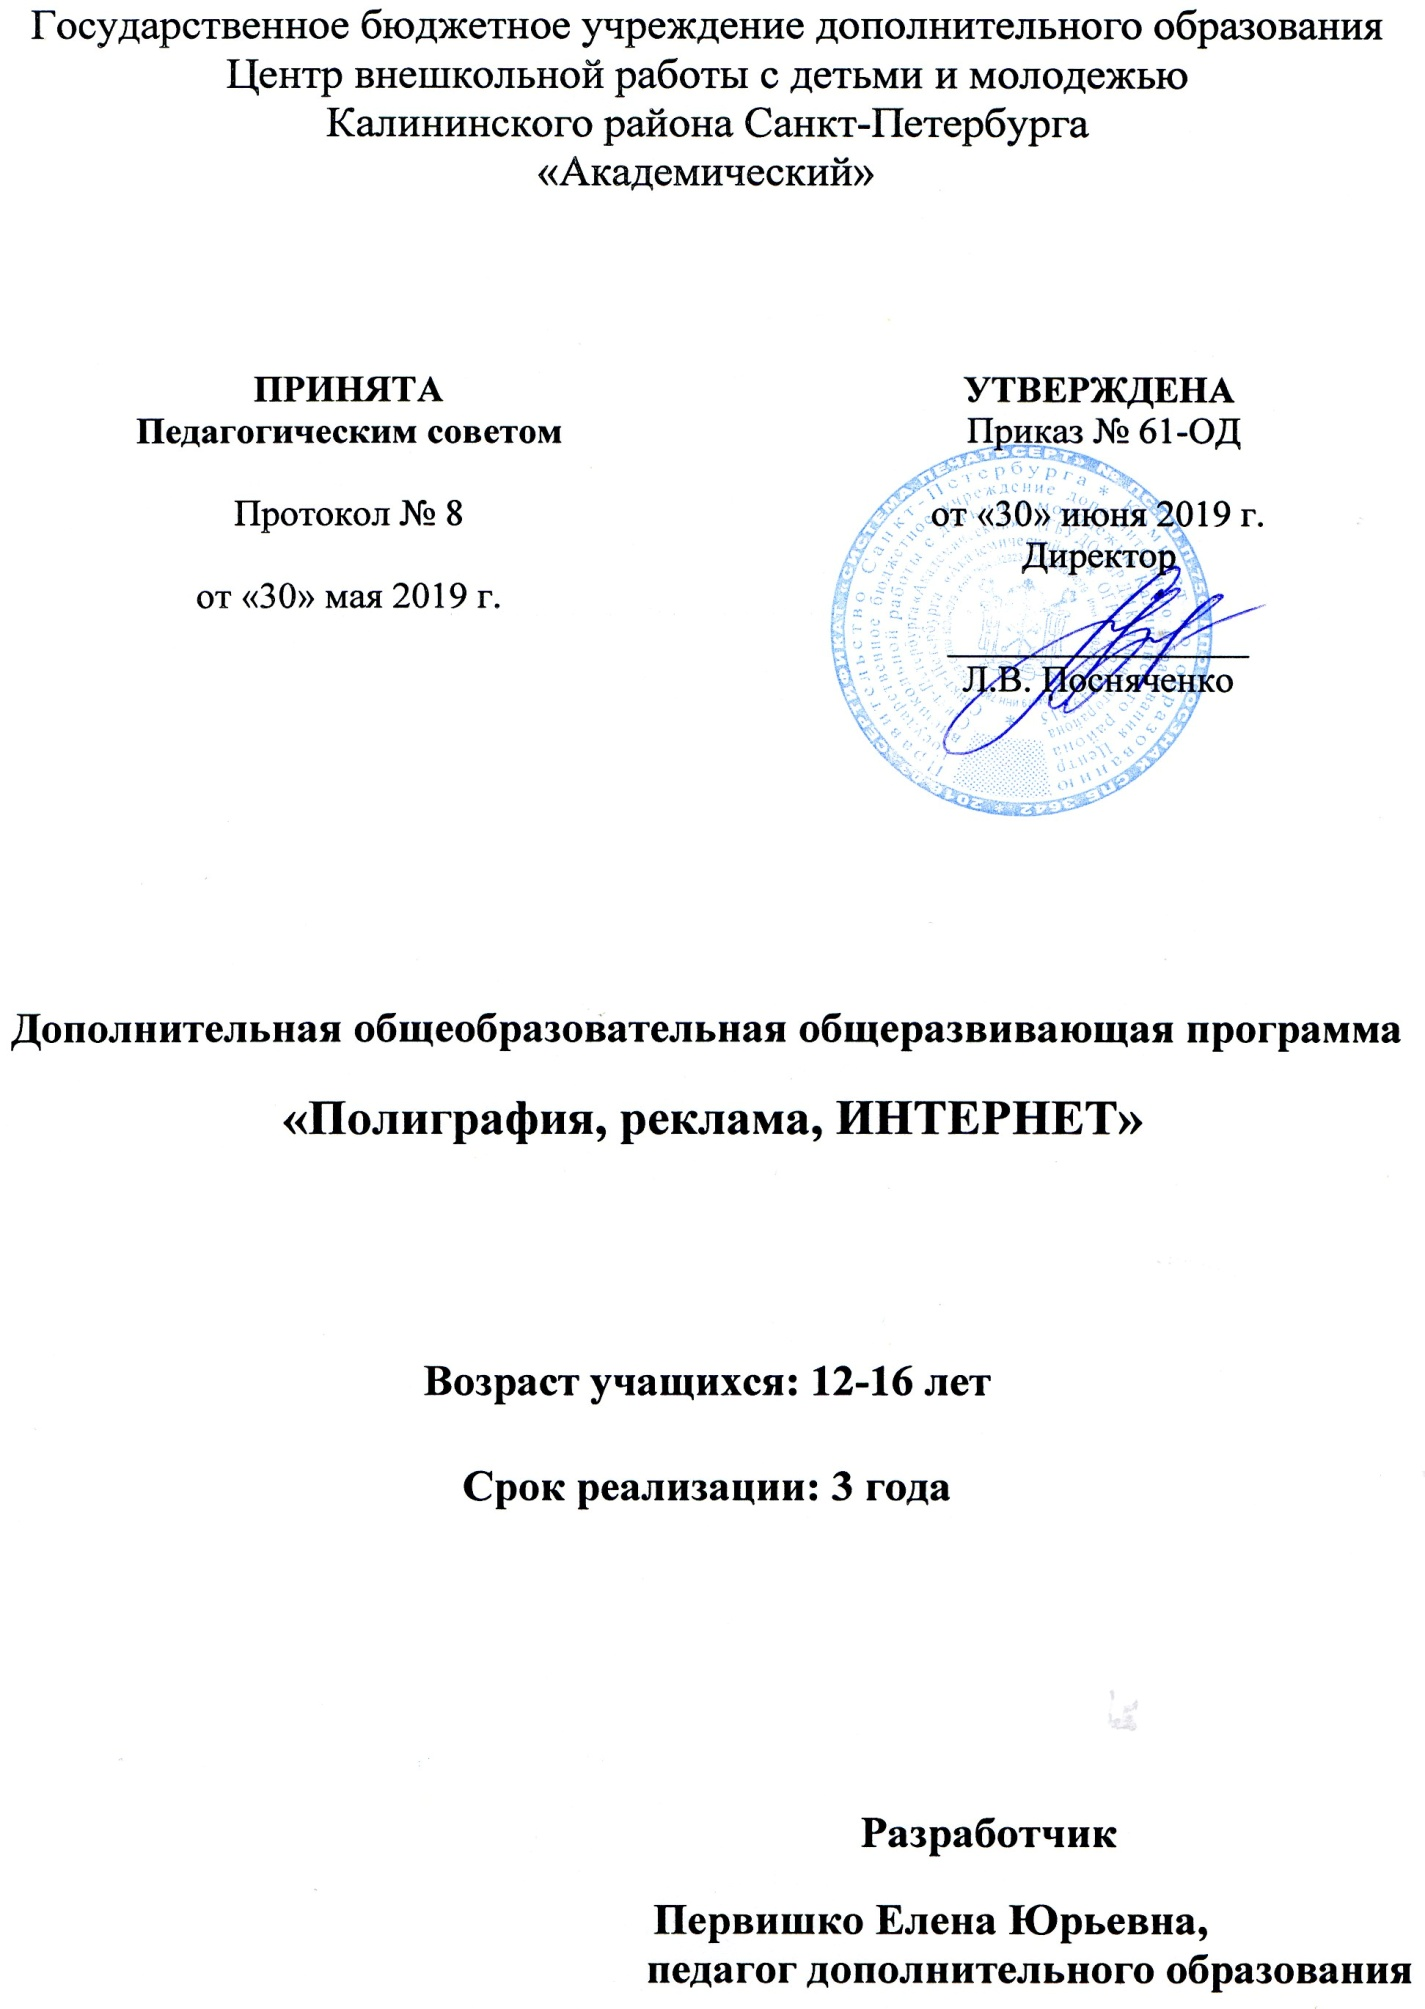 Государственное бюджетное учреждение дополнительного образования
Центр внешкольной работы с детьми и молодежью
Калининского района Санкт-Петербурга
«Академический»
ПРИНЯТА
Педагогическим советом
Протокол № 8
от «30» мая 2019 г.
УТВЕРЖДЕНА
Приказ № 61-ОД
от «30» июня 2019 г.
Директор
Л.В. Посняченко
Дополнительная общеобразовательная общеразвивающая программа
«Полиграфия, реклама, ИНТЕРНЕТ»
Возраст учащихся: 12-16 лет
Срок реализации: 3 года
Разработчик
Первишко Елена Юрьевна,
педагог дополнительного образования